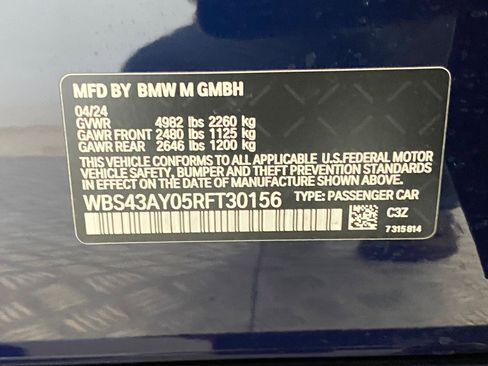 MFD BY BMW M GMBH
04/24
GVWR 4982 lbs 2260 kg
GAWR FRONT 2480 lbs 1125 kg
GAWR REAR 2646 lbs 1200 kg
THIS VEHICLE CONFORMS TO ALL APPLICABLE U.S. FEDERAL MOTOR
VEHICLE SAFETY, BUMPER AND THEFT PREVENTION STANDARDS
IN EFFECT ON THE DATE OF MANUFACTURE SHOWN ABOVE.
WBS43AY05RFT30156 TYPE: PASSENGER CAR
C3Z
7315814